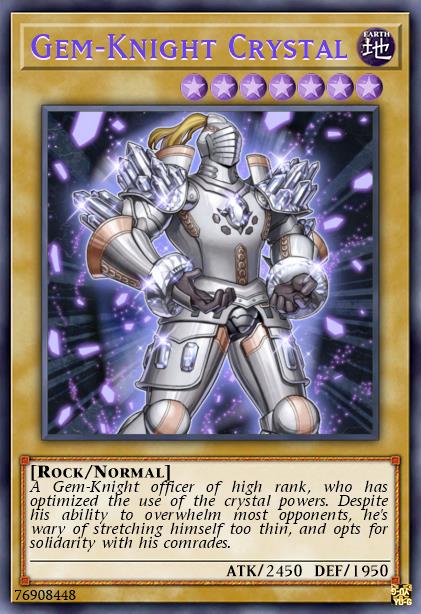 GEM-KNIGHT CRYSTAL
EARTH
地
[ROCK/NORMAL]
A Gem-Knight officer of high rank, who has
optimized the use of the crystal powers. Despite
his ability to overwhelm most opponents, he's
wary of stretching himself too thin, and opts for
solidarity with his comrades.
ATK/2450 DEF/1950
76908448